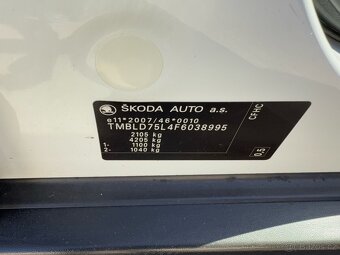 ŠKODA AUTO a.s.
e11*2007/46*0010
TMBLD75L4F6038995
2105 kg
4205 kg
1- 1100 kg
2- 1040 kg
CFHC
0.5